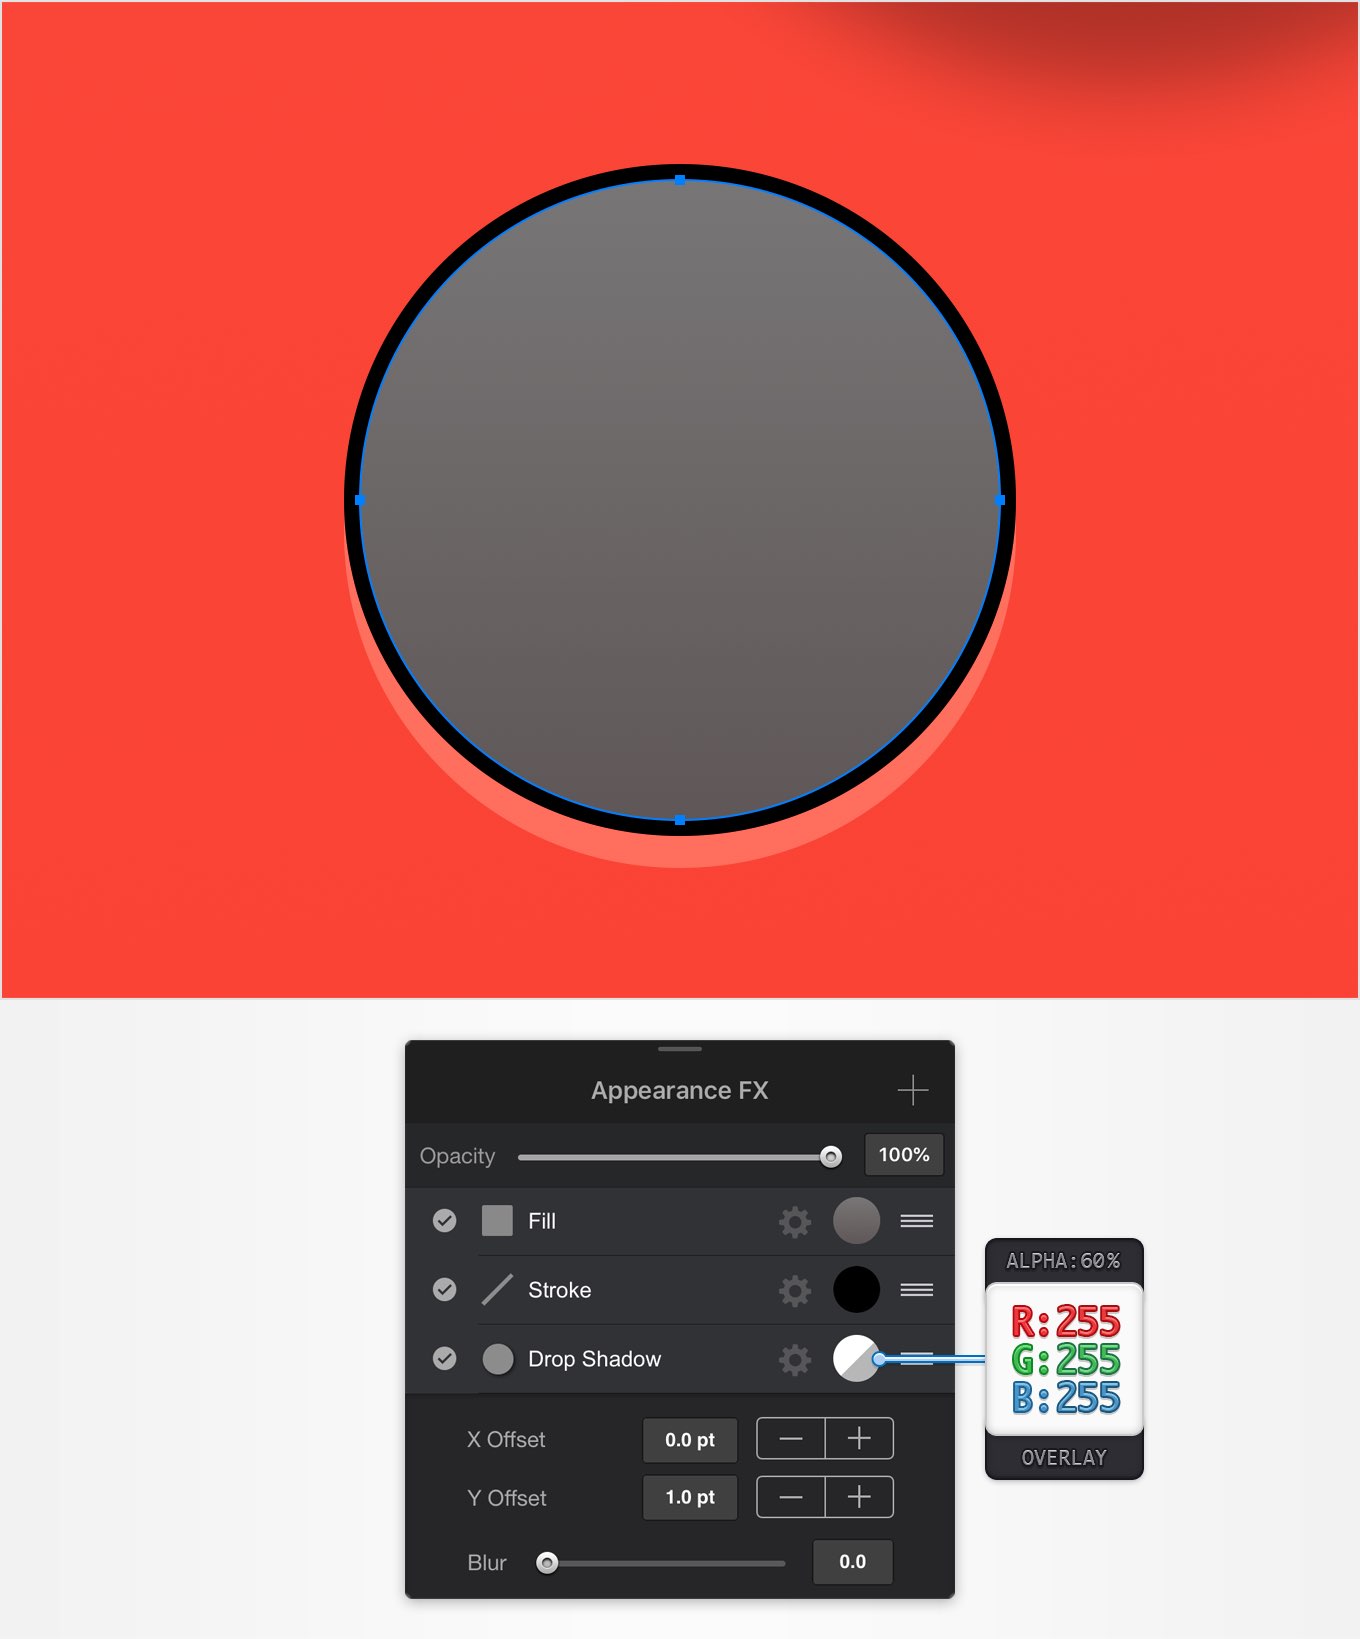 Appearance FX
Opacity 100%
Fill
Stroke
Drop Shadow
X Offset 0.0 pt
Y Offset 1.0 pt
Blur 0.0
ALPHA:60%
R:255
G:255
B:255
OVERLAY